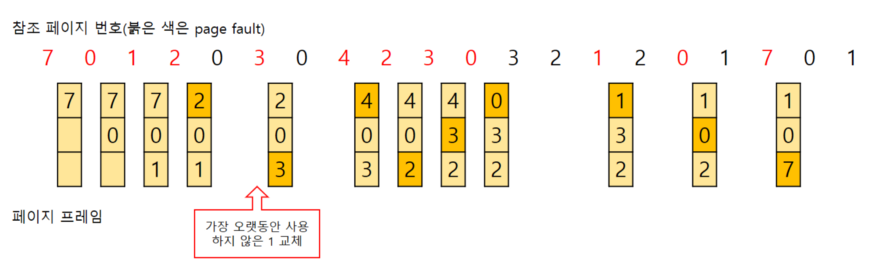 참조 페이지 번호(붉은 색은 page fault)
7 0 1 2 0 3 0 4 2 3 0 3 2 1 2 0 1 7 0 1
7 7 7 2 2 4 4 4 0 1 1 1
0 0 0 0 0 0 3 3 3 0 0
1 1 3 3 2 2 2 2 2 7
페이지 프레임
가장 오랫동안 사용
하지 않은 1 교체